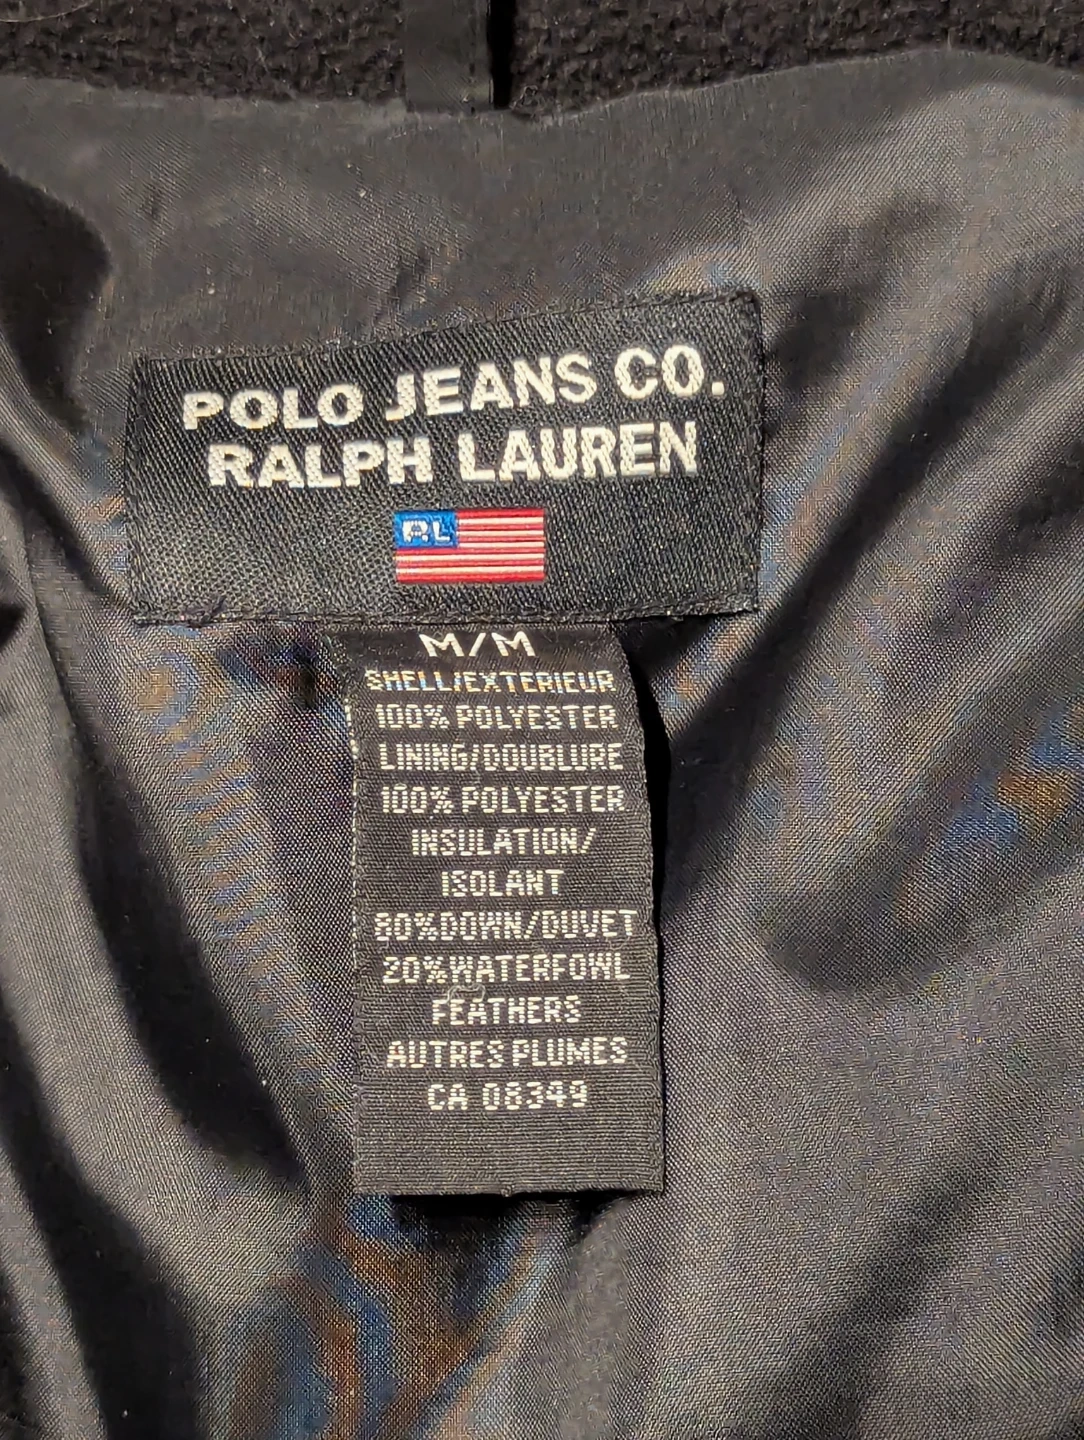 POLO JEANS CO.
RALPH LAUREN
P.L
M/M
SHELL/EXTERIEUR
100% POLYESTER
LINING/DOUBLURE
100% POLYESTER
INSULATION/
ISOLANT
80%DOWN/DUVET
20%WATERFOWL
FEATHERS
AUTRES PLUMES
CA 08349